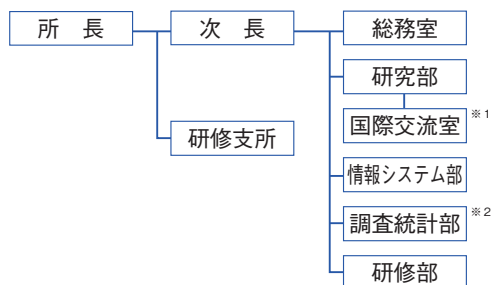 所　長
次　長
総務室
研究部
国際交流室 ※1
研修支所
情報システム部
調査統計部 ※2
研修部